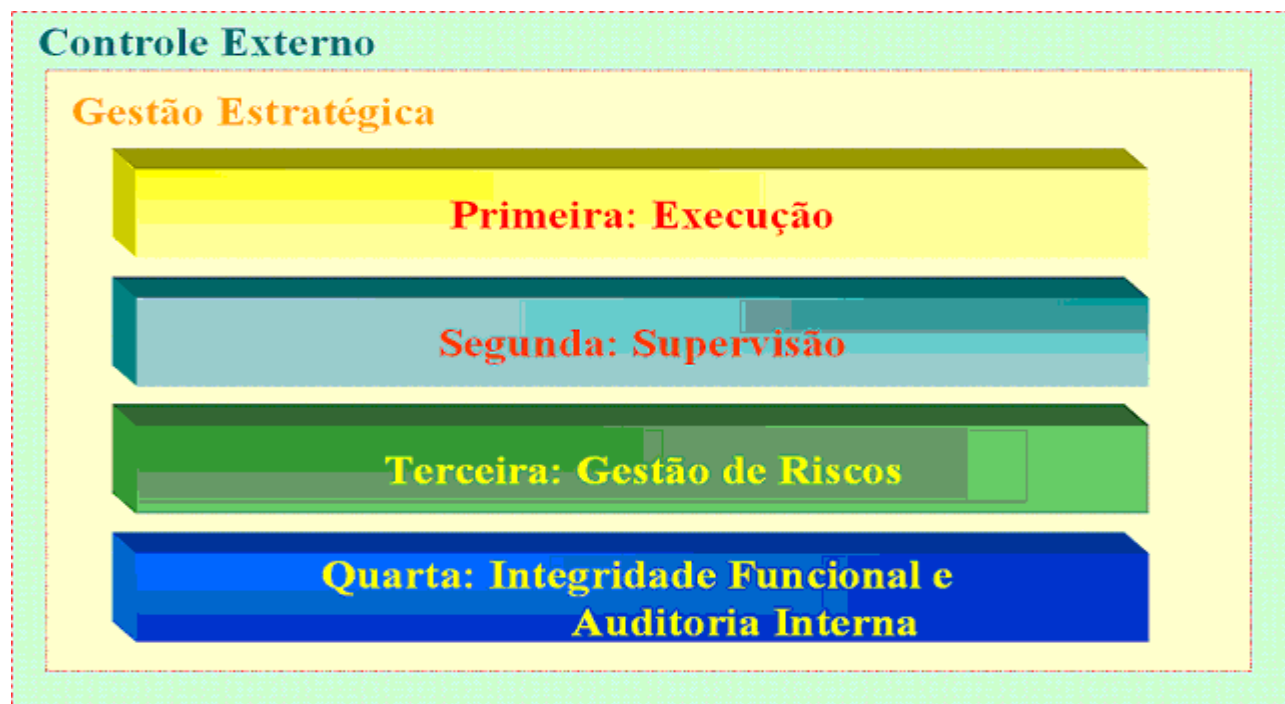 Controle Externo
Gestão Estratégica
Primeira: Execução
Segunda: Supervisão
Terceira: Gestão de Riscos
Quarta: Integridade Funcional e
Auditoria Interna